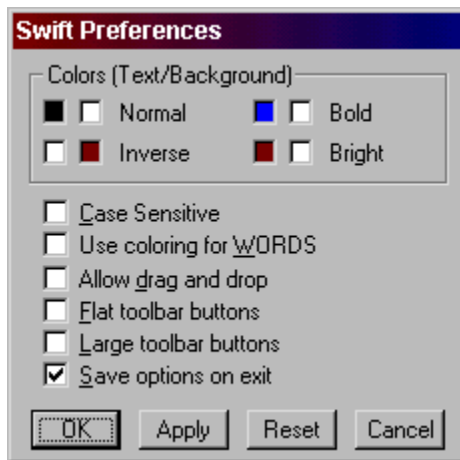 Swift Preferences
Colors (Text/Background)
Normal Bold
Inverse Bright
Case Sensitive
Use coloring for WORDS
Allow drag and drop
Flat toolbar buttons
Large toolbar buttons
Save options on exit
OK Apply Reset Cancel